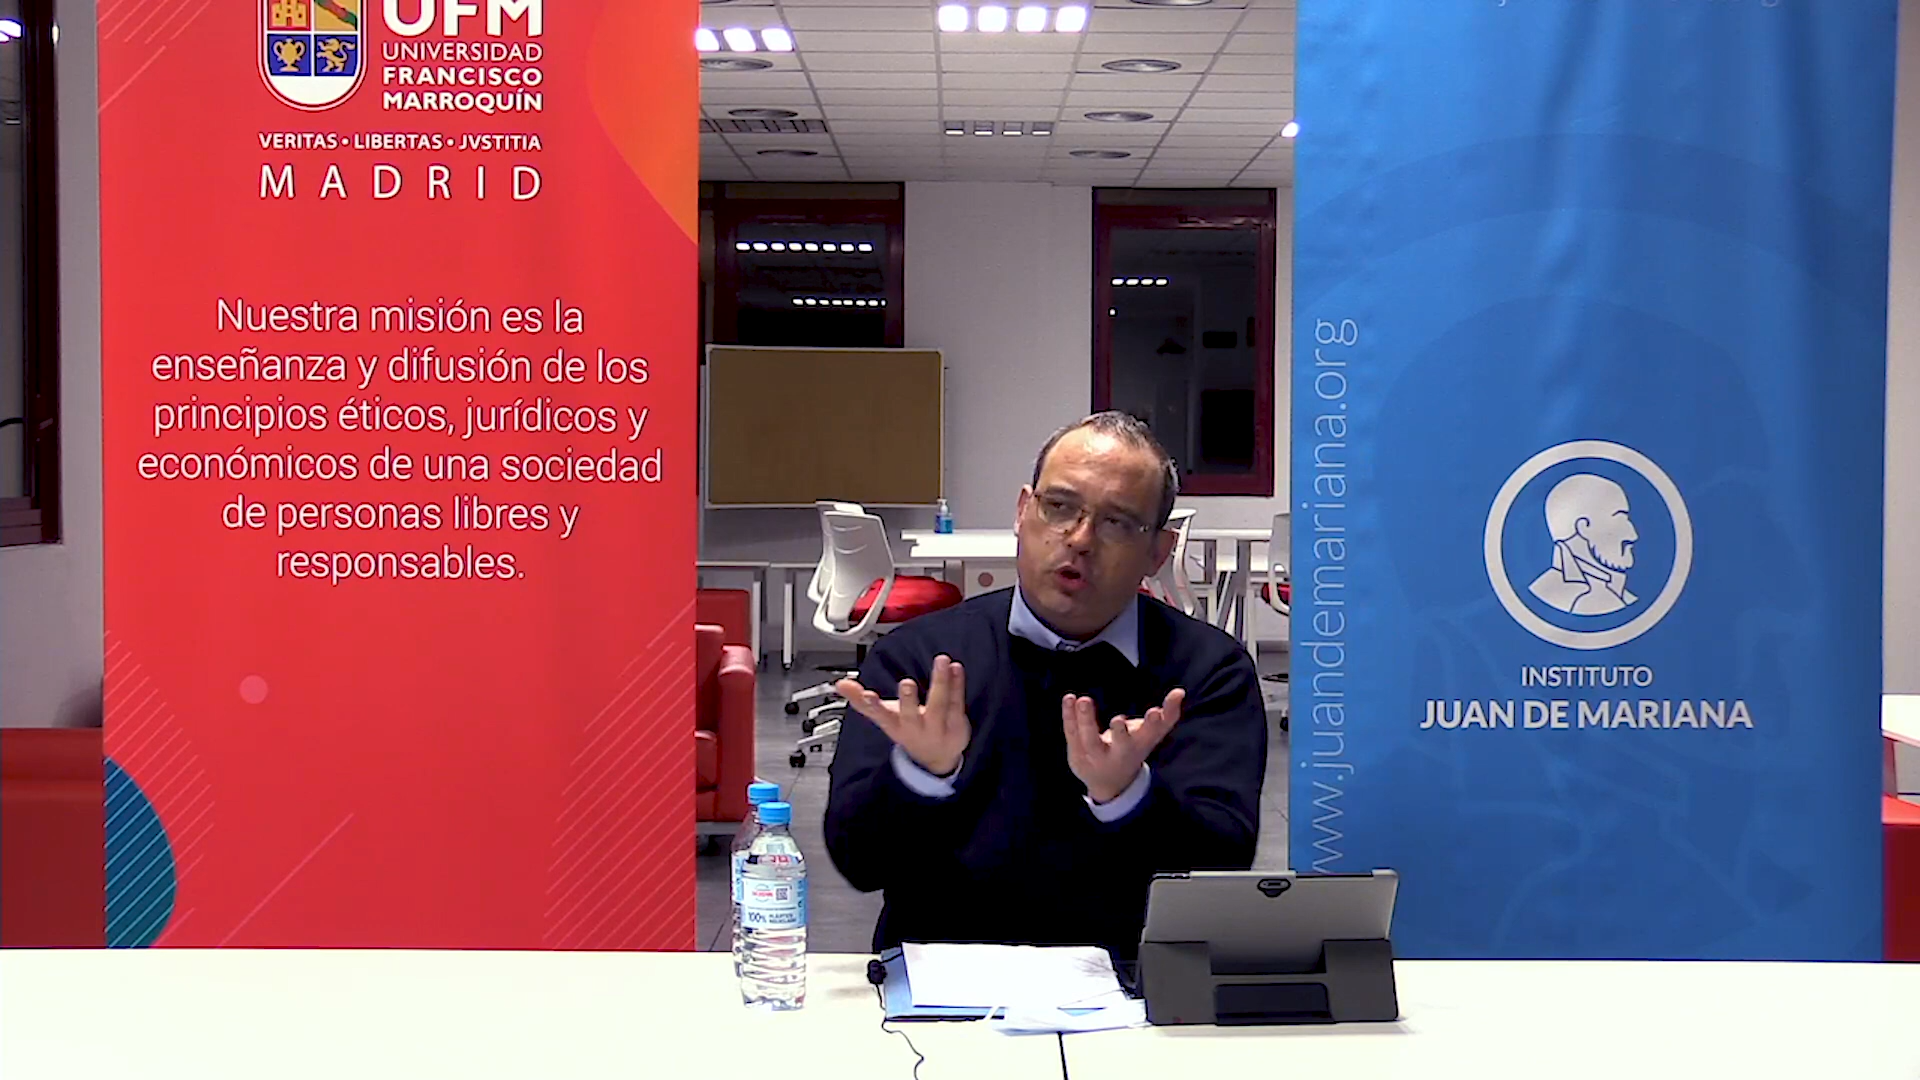 UFM
UNIVERSIDAD
FRANCISCO
MARROQUÍN
VERITAS • LIBERTAS • JVSTITIA
MADRID
Nuestra misión es la
enseñanza y difusión de los
principios éticos, jurídicos y
económicos de una sociedad
de personas libres y
responsables.
www.juandemariana.org
INSTITUTO
JUAN DE MARIANA
100%